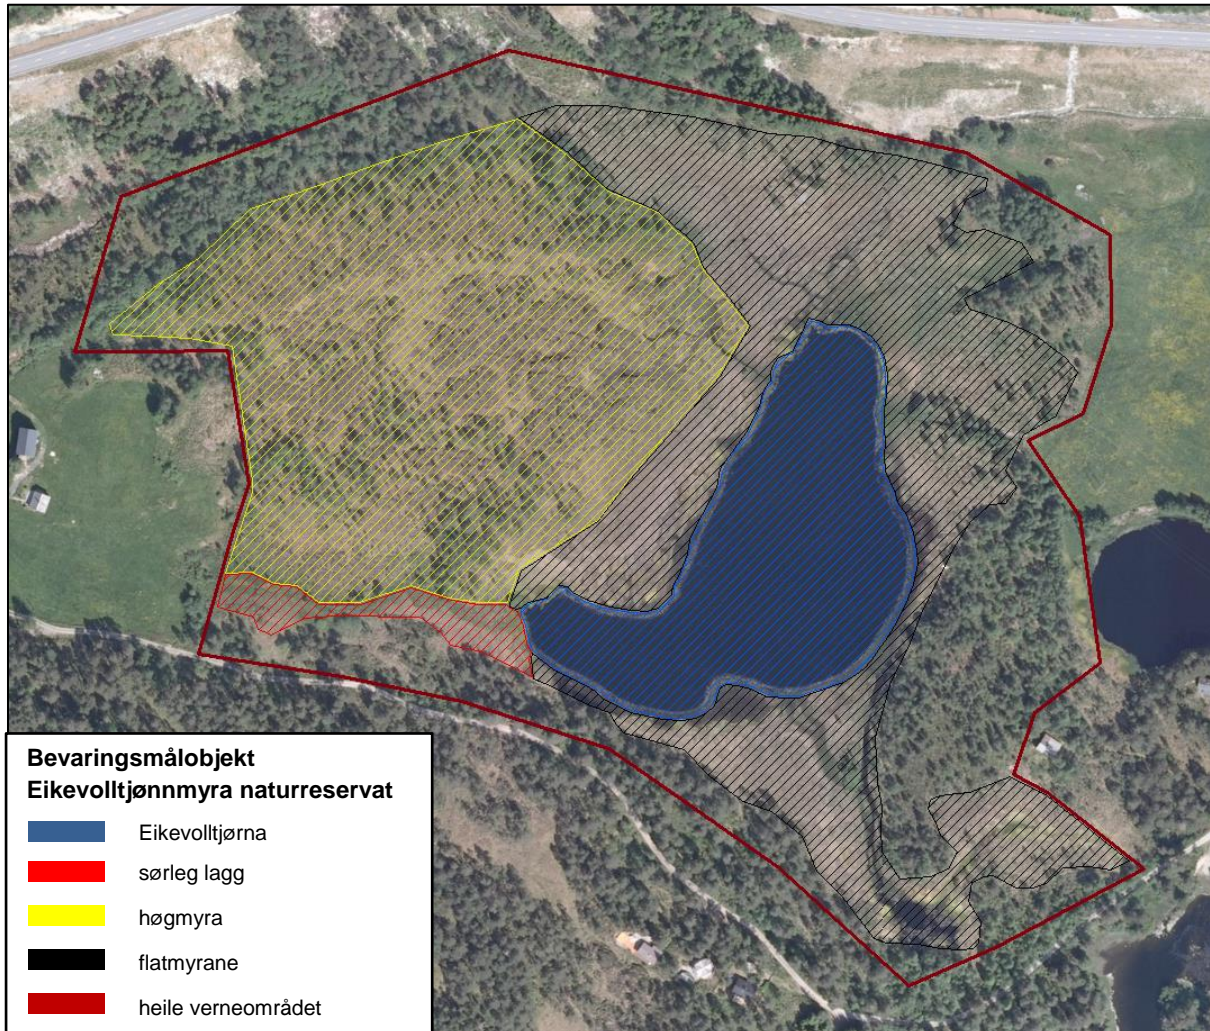 Bevaringsmålobjekt
Eikevolltjønnmyra naturreservat
Eikevolltjørna
sørleg lagg
høgmyra
flatmyrane
heile verneområdet